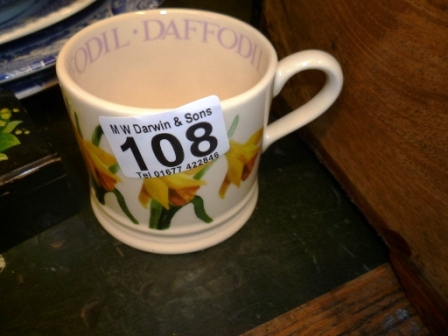 ODIL · DAFFODI
M W Darwin & Sons
108
Tel 01677 422846